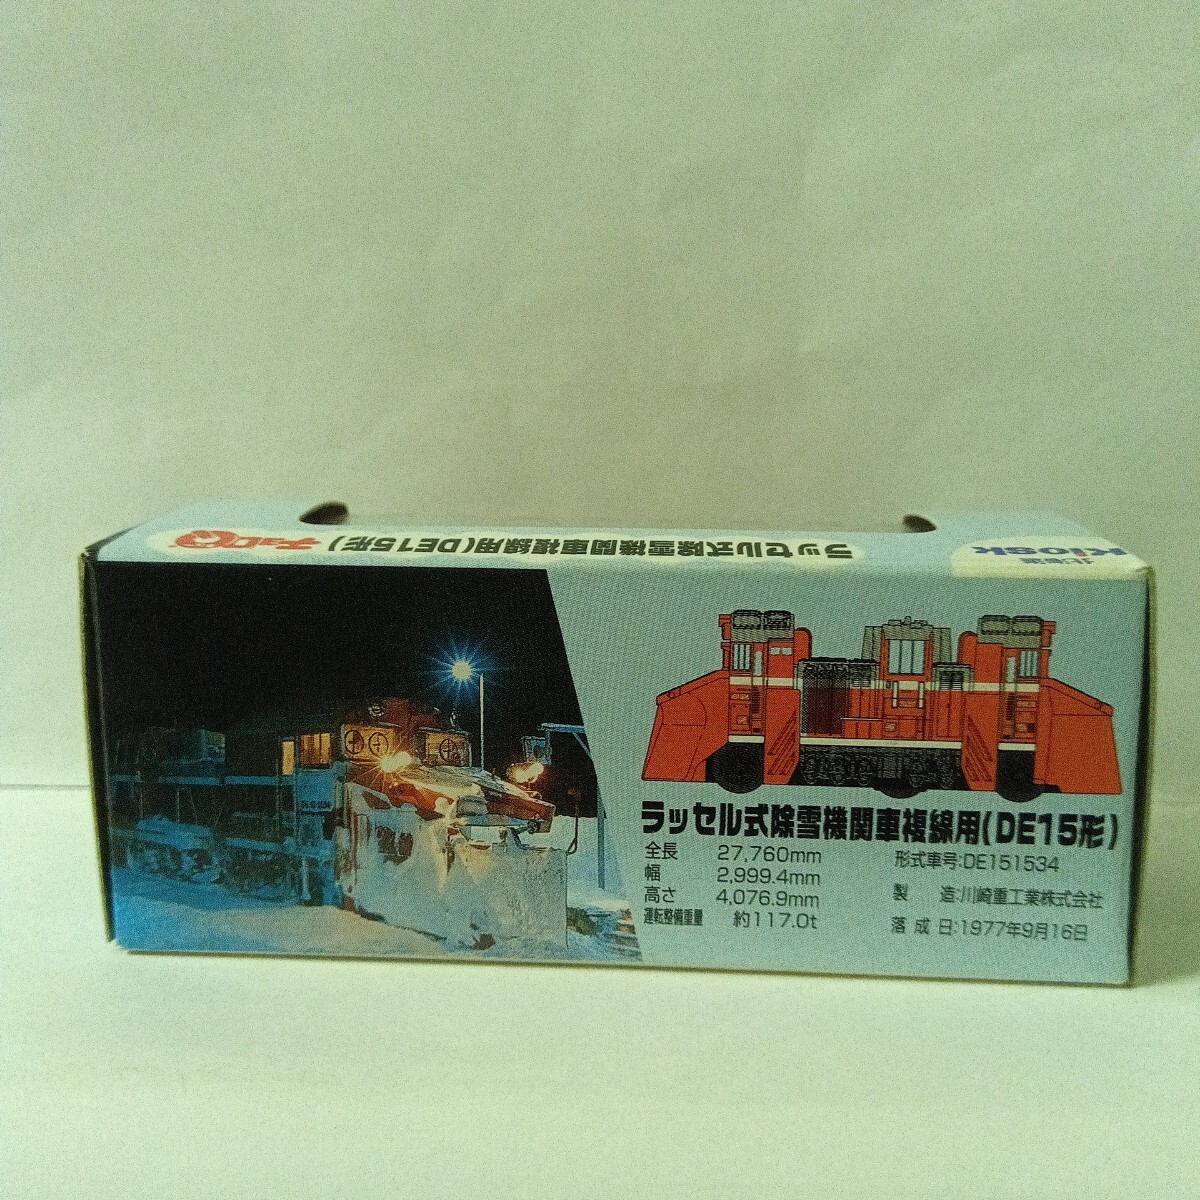 ラッセル式除雪機関車複線用(DE15形) チョロQ
北海道
Kiosk
ラッセル式除雪機関車複線用(DE15形)
全長 27,760mm
幅 2,999.4mm
高さ 4,076.9mm
運転整備重量 約117.0t
形式車号:DE151534
製 造:川崎重工業株式会社
落成日:1977年9月16日